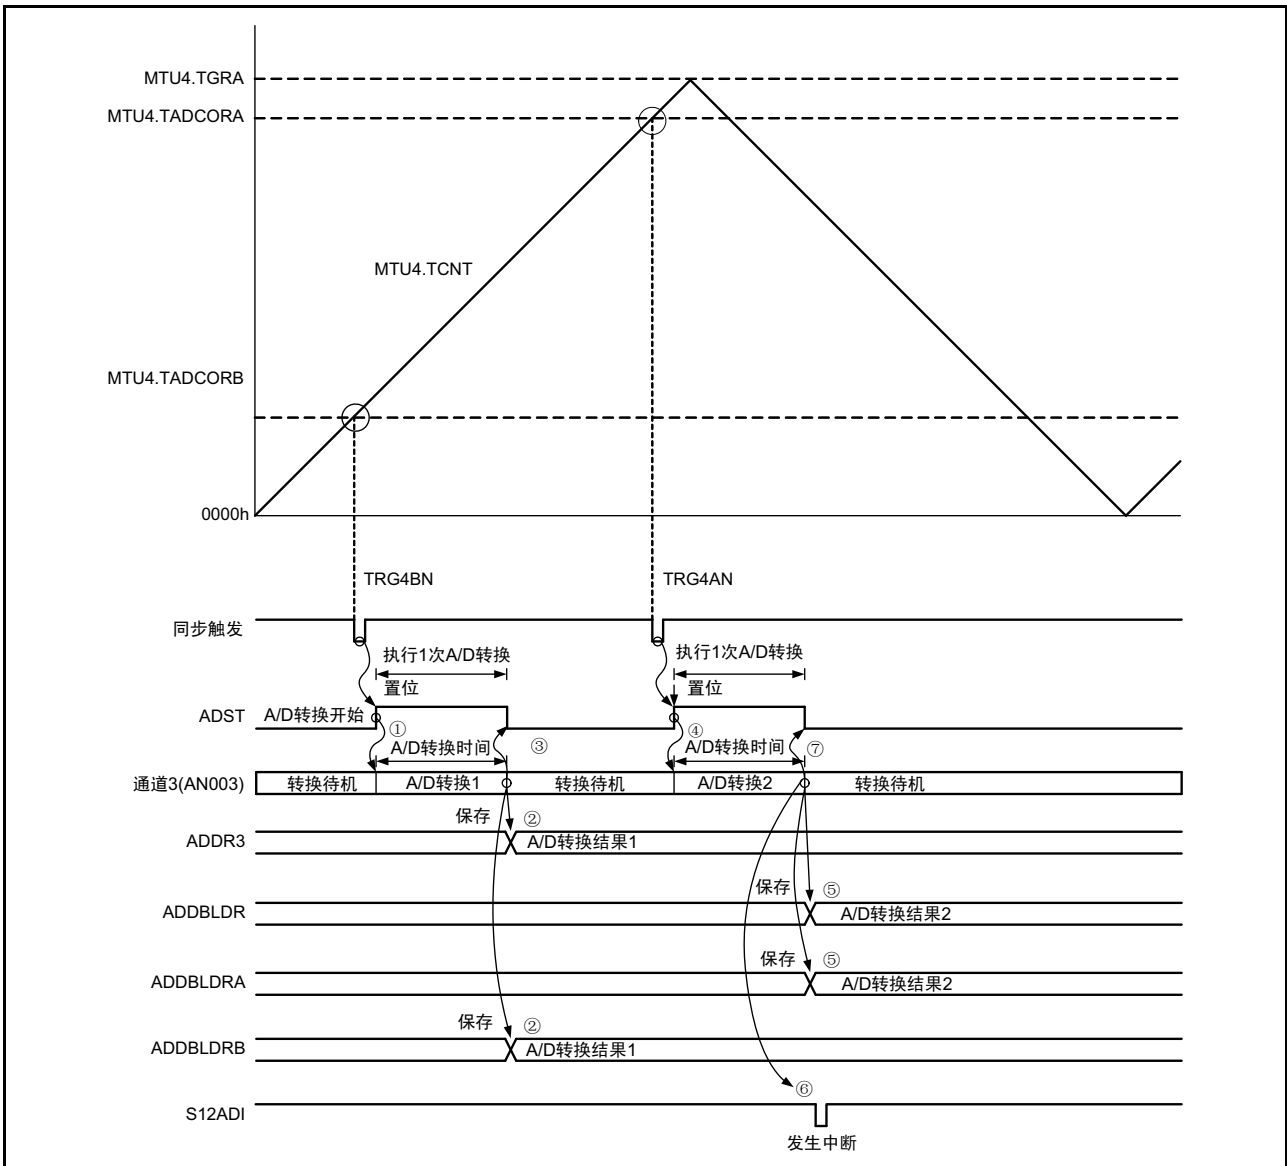 MTU4.TGRA
MTU4.TADCORA
MTU4.TCNT
MTU4.TADCORB
0000h
TRG4BN
TRG4AN
同步触发
执行1次A/D转换
执行1次A/D转换
置位
置位
ADST
A/D转换开始
①
④
A/D转换时间
③
A/D转换时间
⑦
通道3(AN003)
转换待机
A/D转换1
转换待机
A/D转换2
转换待机
保存
②
ADDR3
A/D转换结果1
保存
⑤
ADDBLDR
A/D转换结果2
保存
⑤
ADDBLDRA
A/D转换结果2
保存
②
ADDBLDRB
A/D转换结果1
⑥
S12ADI
发生中断